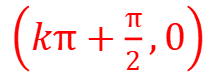 (kπ + π/2, 0)